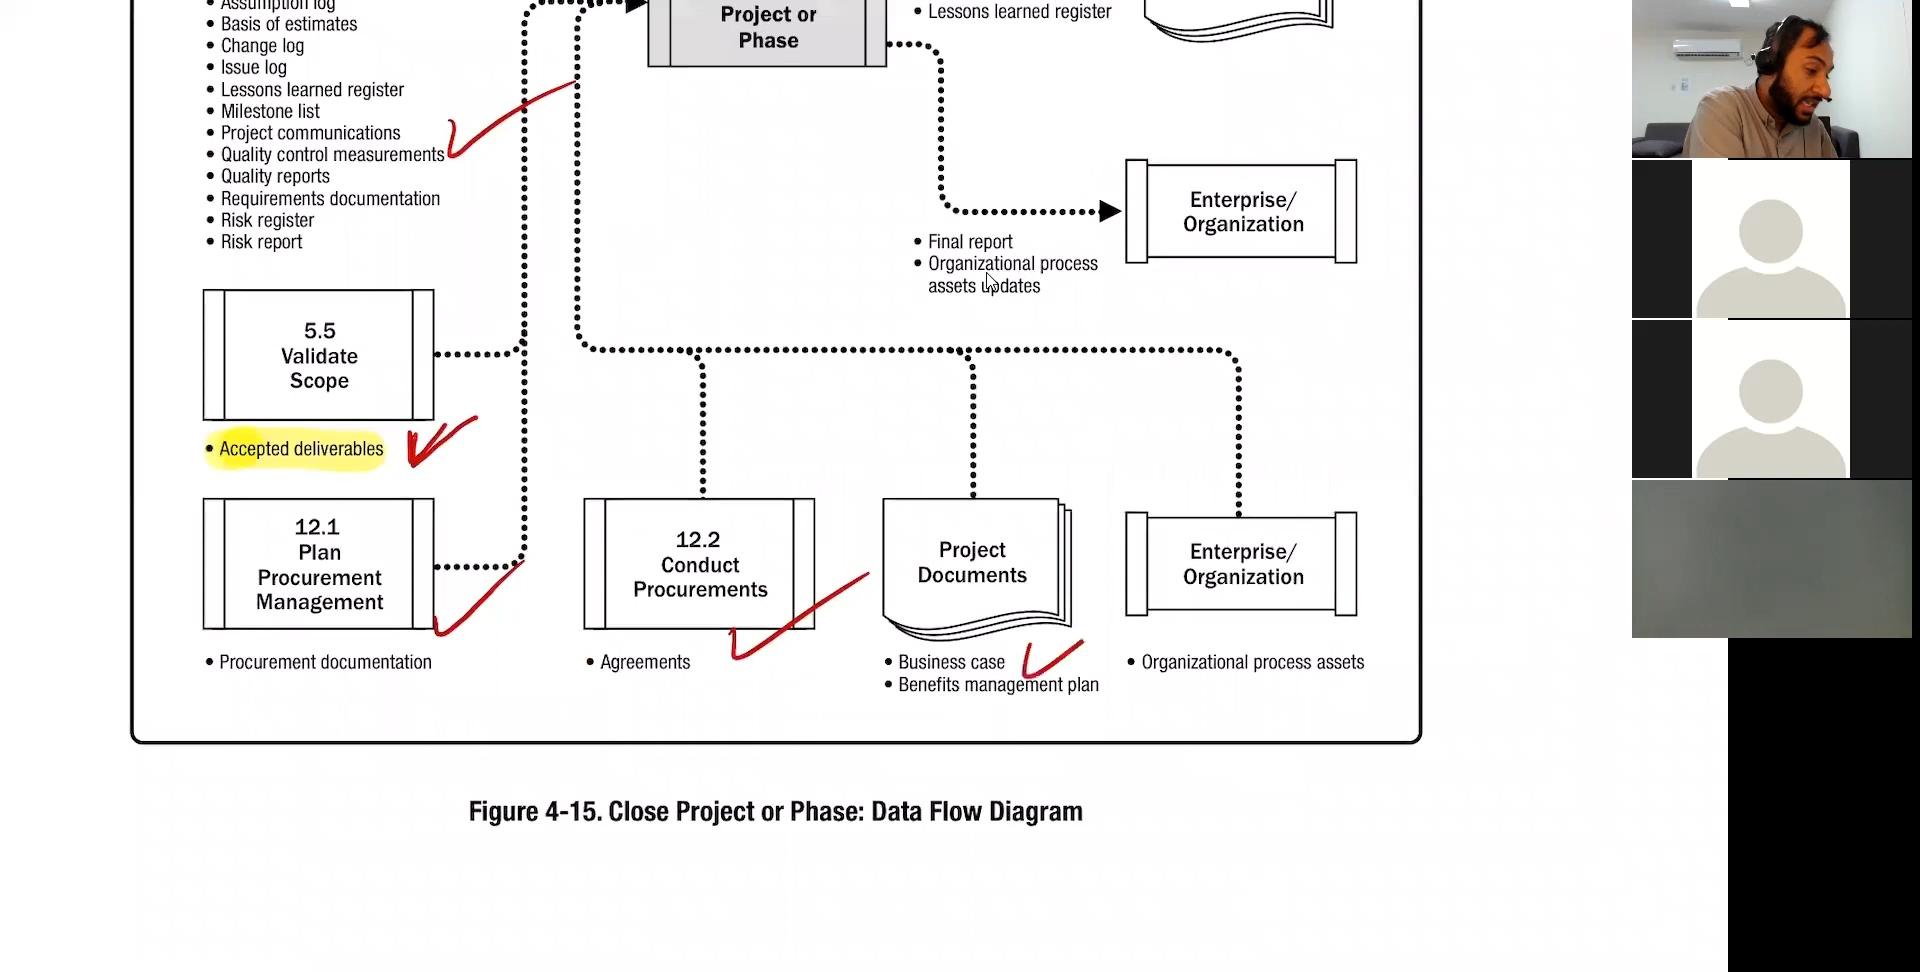 • Assumption log
• Basis of estimates
• Change log
• Issue log
• Lessons learned register
• Milestone list
• Project communications
• Quality control measurements
• Quality reports
• Requirements documentation
• Risk register
• Risk report
Project or
Phase
• Lessons learned register
Enterprise/
Organization
• Final report
• Organizational process
assets updates
5.5
Validate
Scope
• Accepted deliverables
12.1
Plan
Procurement
Management
• Procurement documentation
12.2
Conduct
Procurements
• Agreements
Project
Documents
• Business case
• Benefits management plan
Enterprise/
Organization
• Organizational process assets
Figure 4-15. Close Project or Phase: Data Flow Diagram